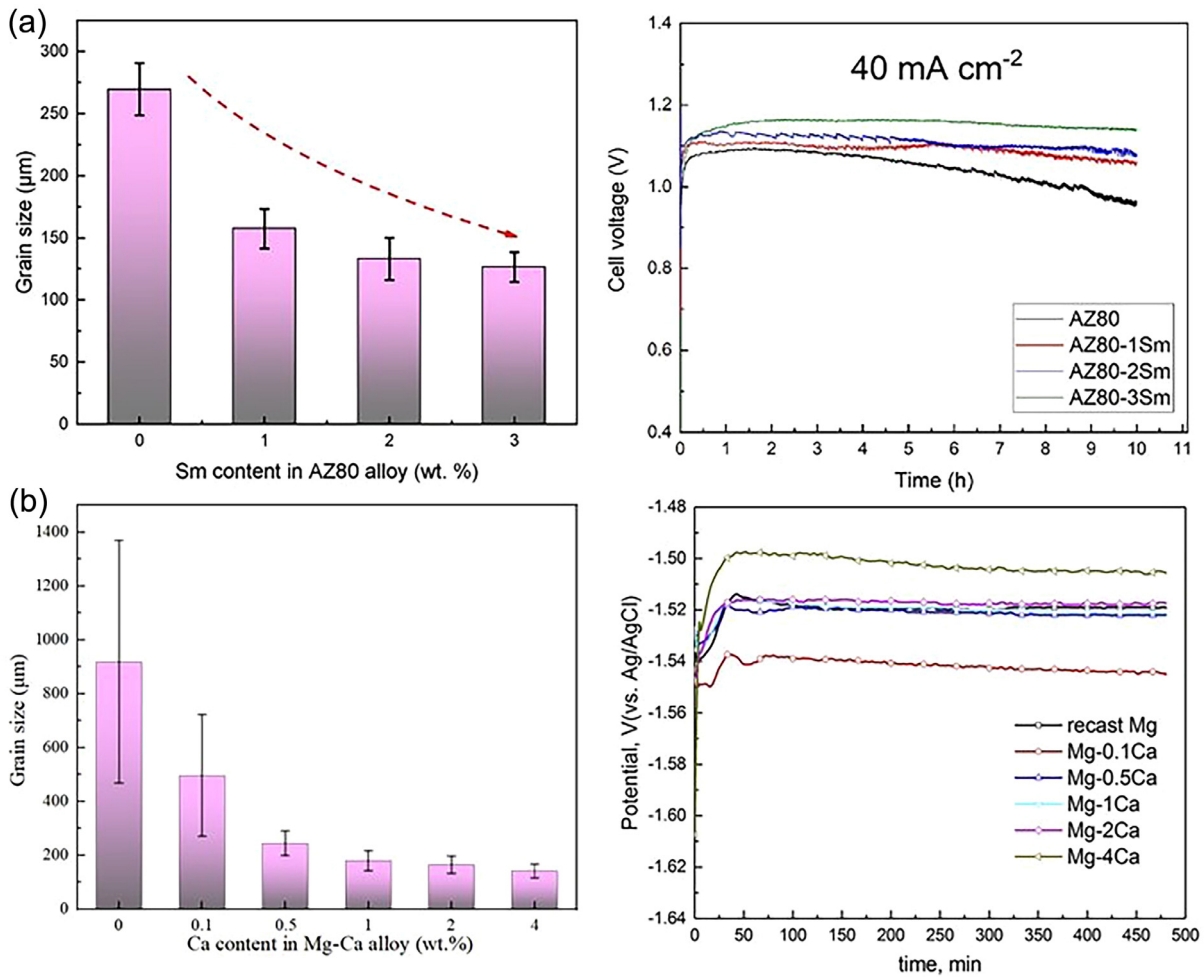 (a)
300
250
200
150
100
50
0
Grain size (µm)
0 1 2 3
Sm content in AZ80 alloy (wt. %)
40 mA cm-2
1.4
1.2
1.0
0.8
0.6
0.4
Cell voltage (V)
AZ80
AZ80-1Sm
AZ80-2Sm
AZ80-3Sm
0 1 2 3 4 5 6 7 8 9 10 11
Time (h)
(b)
1400
1200
1000
800
600
400
200
0
Grain size (µm)
0 0.1 0.5 1 2 4
Ca content in Mg-Ca alloy (wt.%)
-1.48
-1.50
-1.52
-1.54
-1.56
-1.58
-1.60
-1.62
-1.64
Potential, V(vs. Ag/AgCl)
recast Mg
Mg-0.1Ca
Mg-0.5Ca
Mg-1Ca
Mg-2Ca
Mg-4Ca
0 50 100 150 200 250 300 350 400 450 500
time, min